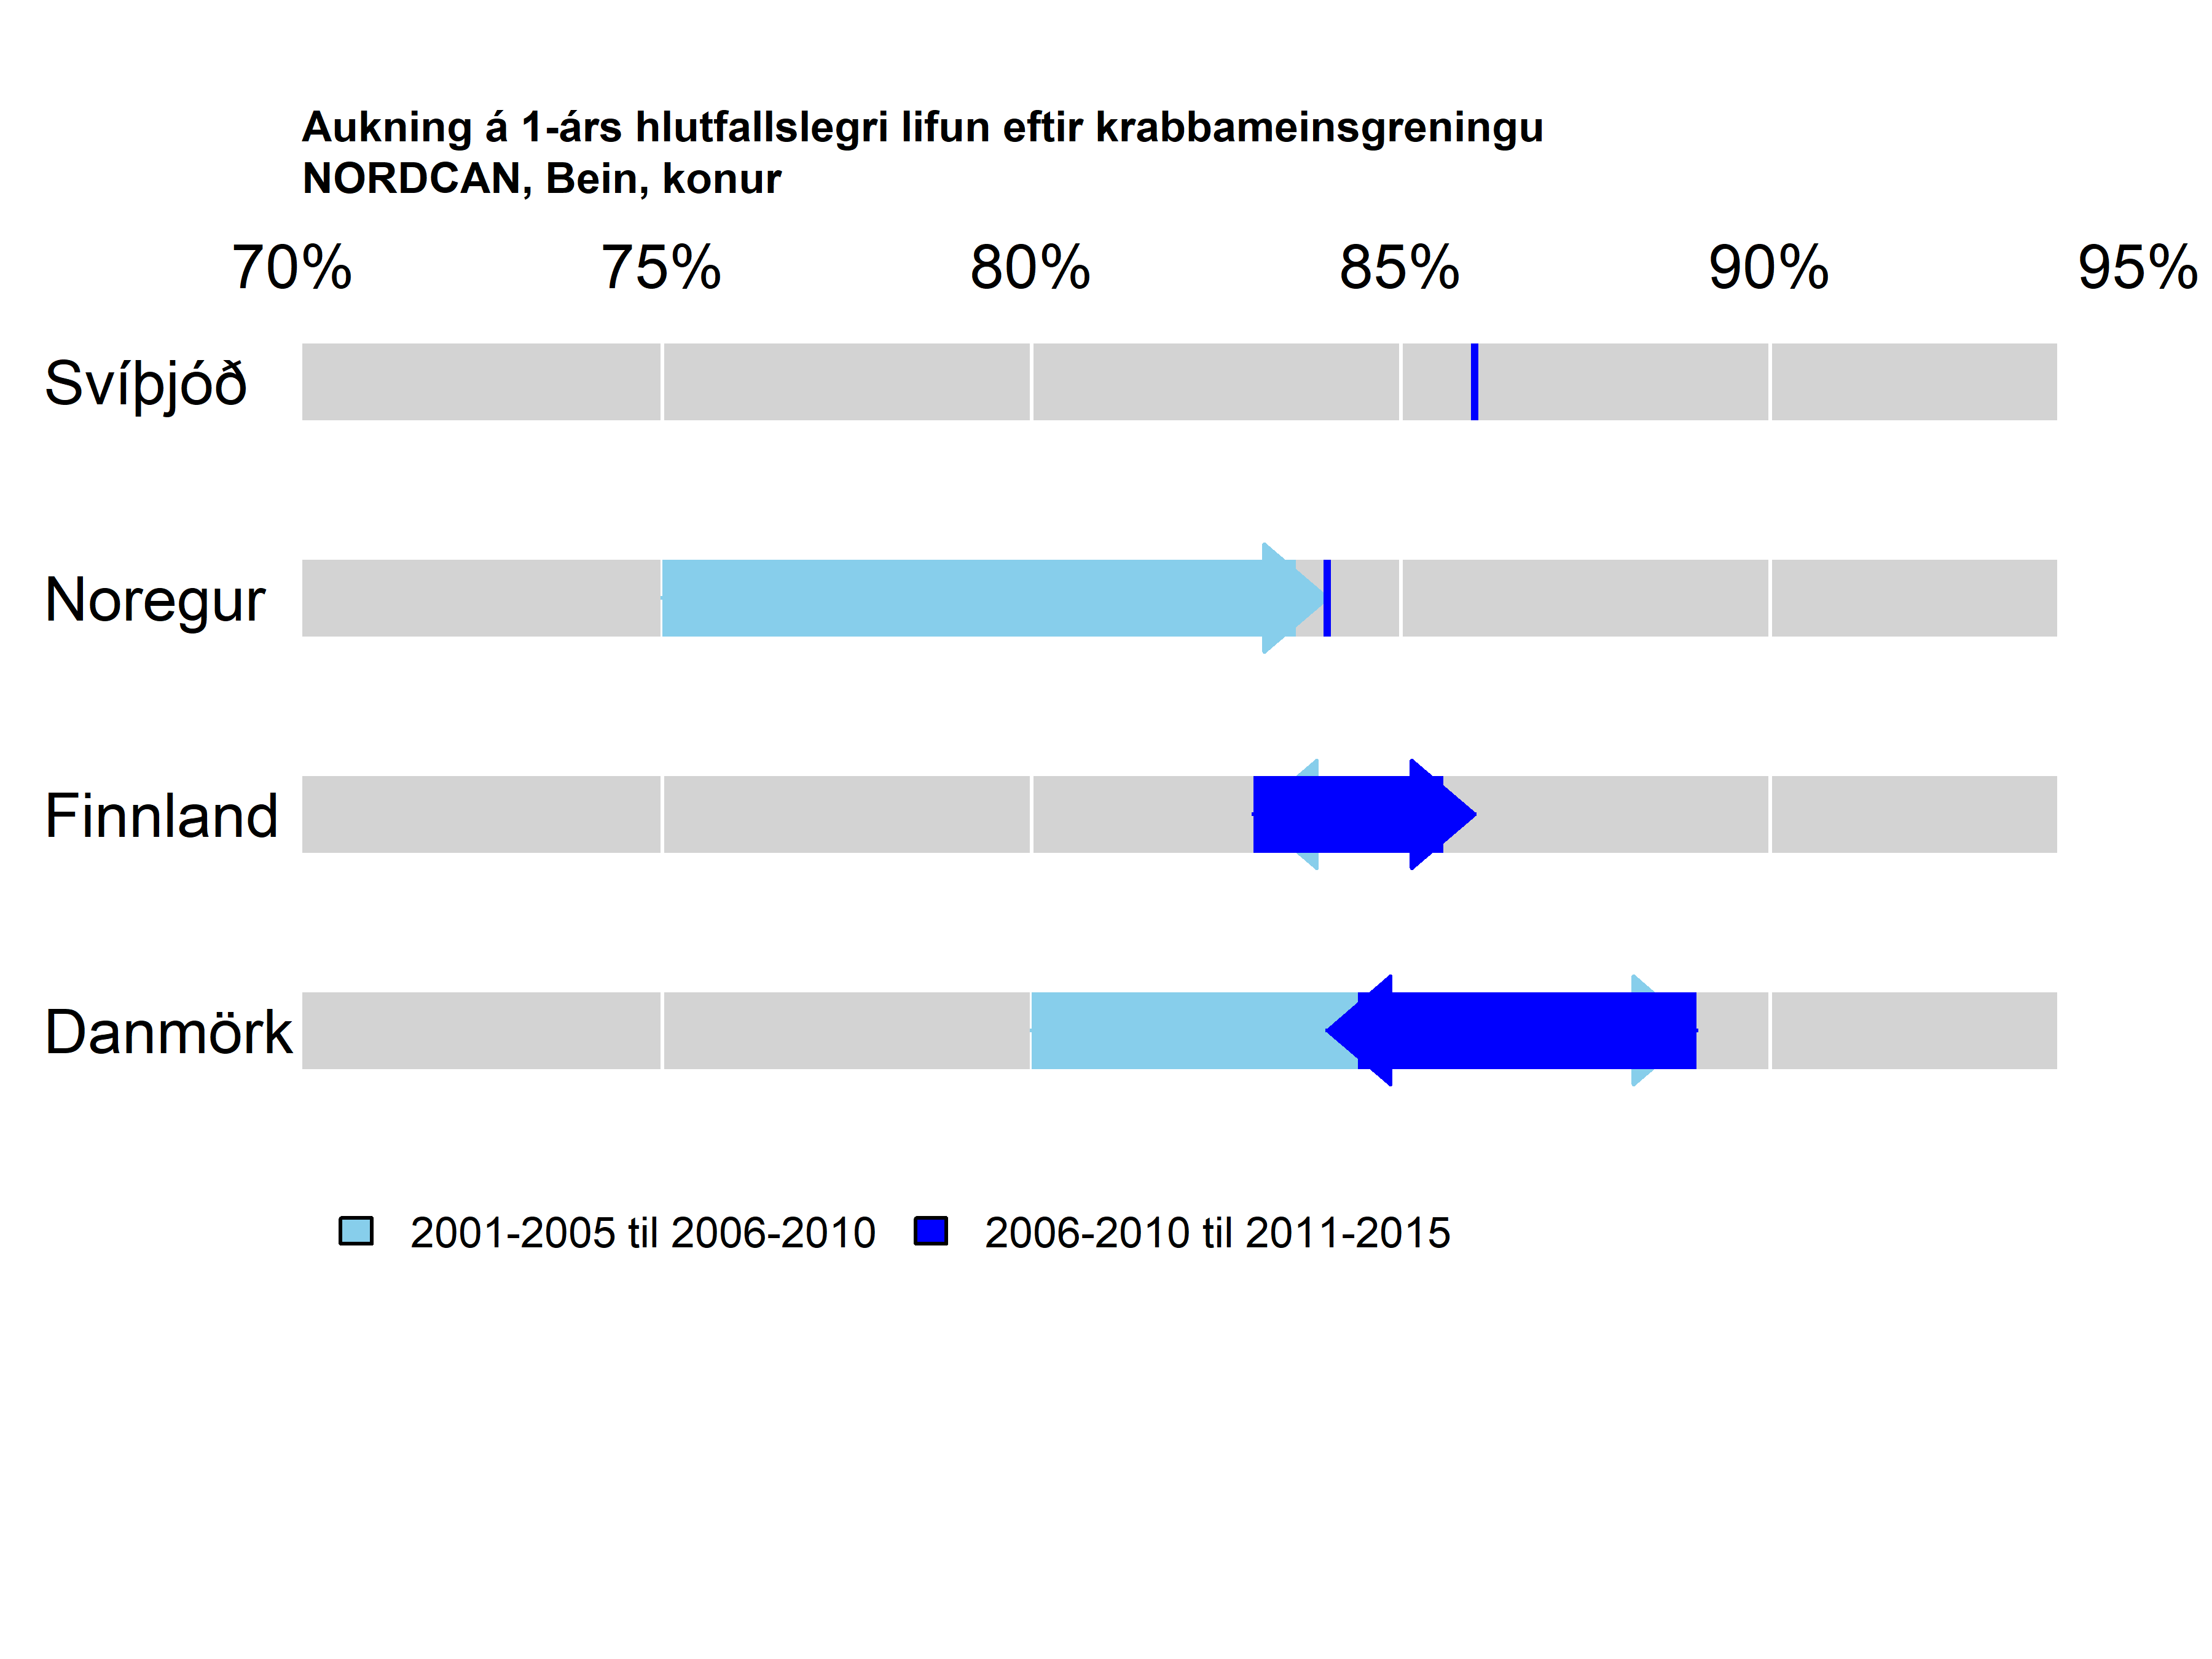 Aukning á 1-árs hlutfallslegri lifun eftir krabbameinsgreningu
NORDCAN, Bein, konur
70% 75% 80% 85% 90% 95%
Svíþjóð
Noregur
Finnland
Danmörk
2001-2005 til 2006-2010 2006-2010 til 2011-2015